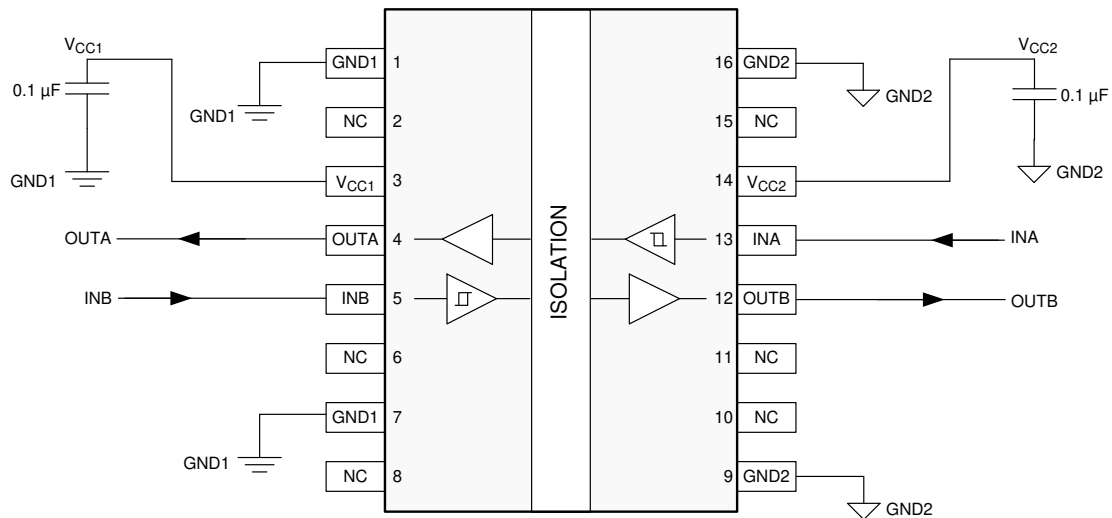 VCC1
0.1 µF
GND1
GND1
GND1 1
NC 2
VCC1 3
OUTA OUTA 4
INB INB 5
NC 6
GND1 7
GND1
NC 8
ISOLATION
16 GND2
GND2
15 NC
14 VCC2
13 INA INA
12 OUTB OUTB
11 NC
10 NC
9 GND2
GND2
VCC2
0.1 µF
GND2